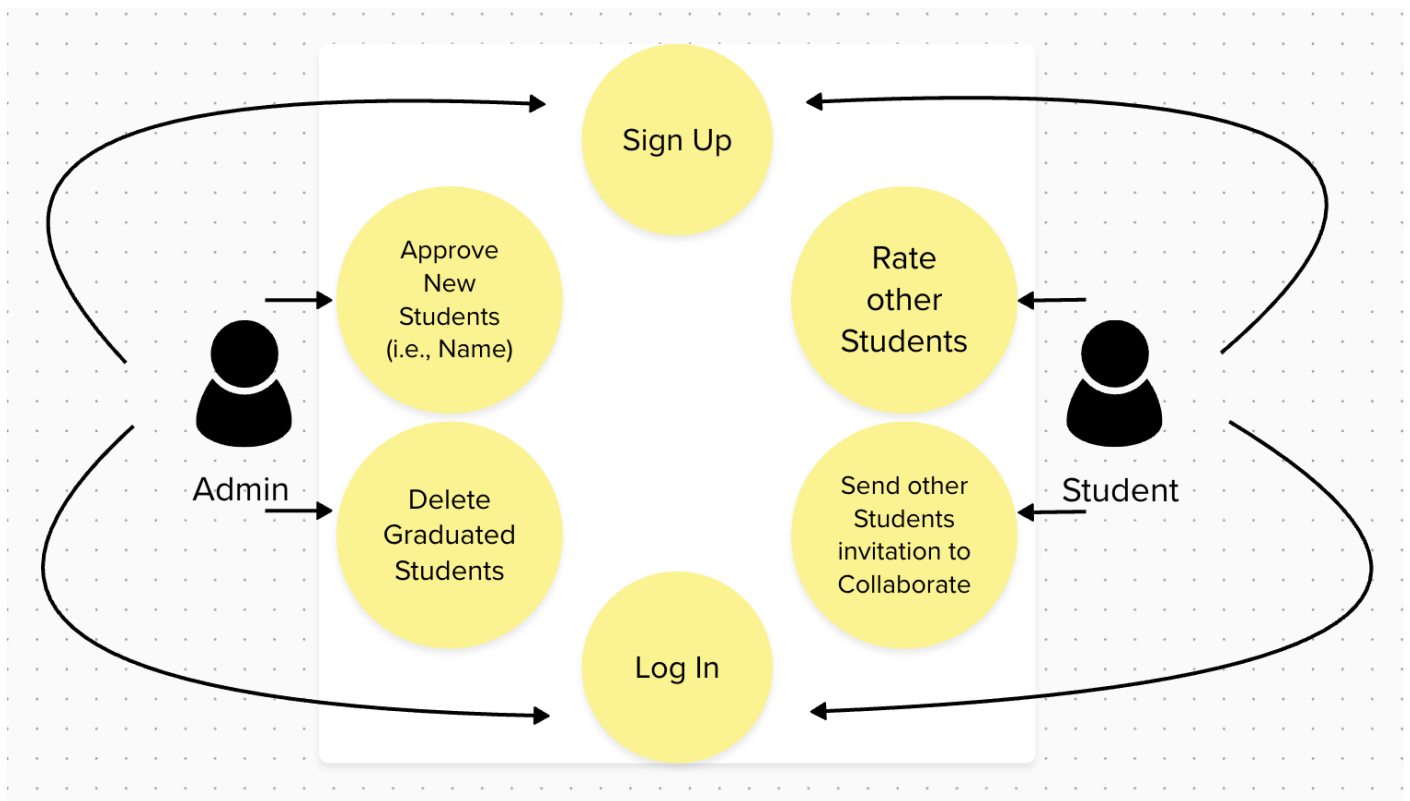 Sign Up
Approve
New
Students
(i.e., Name)
Rate
other
Students
Admin
Delete
Graduated
Students
Send other
Students
invitation to
Collaborate
Student
Log In